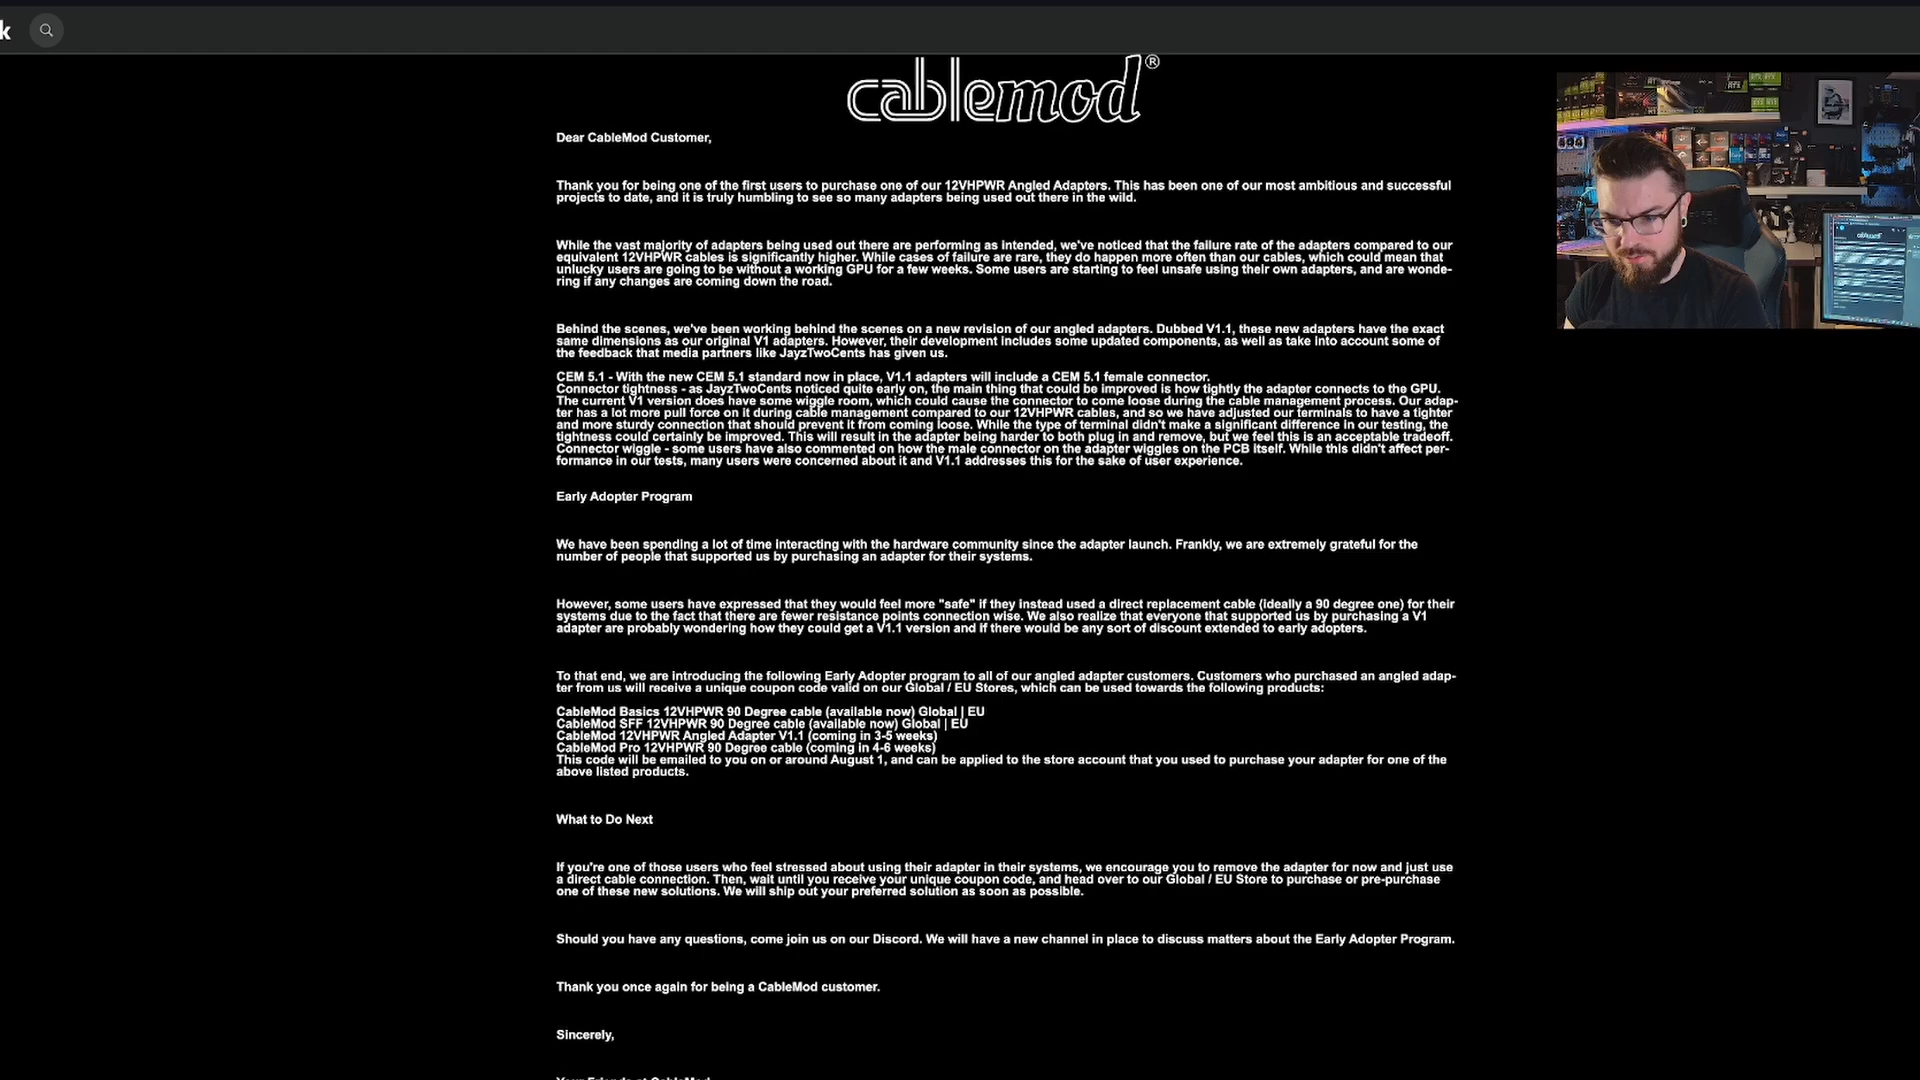 k
cablemod®
Dear CableMod Customer,
Thank you for being one of the first users to purchase one of our 12VHPWR Angled Adapters. This has been one of our most ambitious and successful
projects to date, and it is truly humbling to see so many adapters being used out there in the wild.
While the vast majority of adapters being used out there are performing as intended, we've noticed that the failure rate of the adapters compared to our
equivalent 12VHPWR cables is significantly higher. While cases of failure are rare, they do happen more often than our cables, which could mean that
unlucky users are going to be without a working GPU for a few weeks. Some users are starting to feel unsafe using their own adapters, and are wonde-
ring if any changes are coming down the road.
Behind the scenes, we've been working behind the scenes on a new revision of our angled adapters. Dubbed V1.1, these new adapters have the exact
same dimensions as our original V1 adapters. However, their development includes some updated components, as well as take into account some of
the feedback that media partners like JayzTwoCents has given us.
CEM 5.1 - With the new CEM 5.1 standard now in place, V1.1 adapters will include a CEM 5.1 female connector.
Connector tightness - as JayzTwoCents noticed quite early on, the main thing that could be improved is how tightly the adapter connects to the GPU.
The current V1 version does have some wiggle room, which could cause the connector to come loose during the cable management process. Our adap-
ter has a lot more pull force on it during cable management compared to our 12VHPWR cables, and so we have adjusted our terminals to have a tighter
and more sturdy connection that should prevent it from coming loose. While the type of terminal didn't make a significant difference in our testing, the
tightness could certainly be improved. This will result in the adapter being harder to both plug in and remove, but we feel this is an acceptable tradeoff.
Connector wiggle - some users have also commented on how the male connector on the adapter wiggles on the PCB itself. While this didn't affect per-
formance in our tests, many users were concerned about it and V1.1 addresses this for the sake of user experience.
Early Adopter Program
We have been spending a lot of time interacting with the hardware community since the adapter launch. Frankly, we are extremely grateful for the
number of people that supported us by purchasing an adapter for their systems.
However, some users have expressed that they would feel more "safe" if they instead used a direct replacement cable (ideally a 90 degree one) for their
systems due to the fact that there are fewer resistance points connection wise. We also realize that everyone that supported us by purchasing a V1
adapter are probably wondering how they could get a V1.1 version and if there would be any sort of discount extended to early adopters.
To that end, we are introducing the following Early Adopter program to all of our angled adapter customers. Customers who purchased an angled adap-
ter from us will receive a unique coupon code valid on our Global / EU Stores, which can be used towards the following products:
CableMod Basics 12VHPWR 90 Degree cable (available now) Global | EU
CableMod SFF 12VHPWR 90 Degree cable (available now) Global | EU
CableMod 12VHPWR Angled Adapter V1.1 (coming in 3-5 weeks)
CableMod Pro 12VHPWR 90 Degree cable (coming in 4-6 weeks)
This code will be emailed to you on or around August 1, and can be applied to the store account that you used to purchase your adapter for one of the
above listed products.
What to Do Next
If you're one of those users who feel stressed about using their adapter in their systems, we encourage you to remove the adapter for now and just use
a direct cable connection. Then, wait until you receive your unique coupon code, and head over to our Global / EU Store to purchase or pre-purchase
one of these new solutions. We will ship out your preferred solution as soon as possible.
Should you have any questions, come join us on our Discord. We will have a new channel in place to discuss matters about the Early Adopter Program.
Thank you once again for being a CableMod customer.
Sincerely,
Your Friends at CableMod